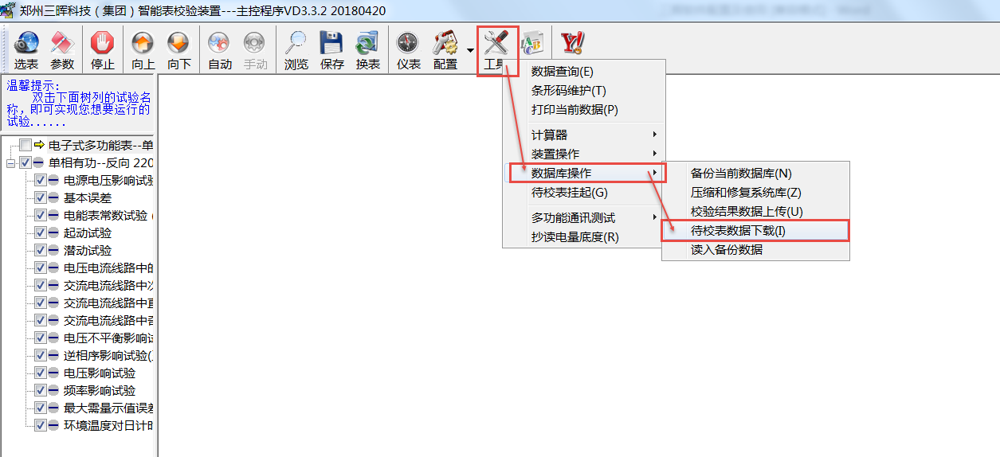 郑州三晖科技（集团）智能表校验装置---主控程序VD3.3.2 20180420
选表 参数 停止 向上 向下 自动 手动 浏览 保存 换表 仪表 配置 工具
温馨提示:
双击下面树列的试验名
称，即可实现您想要运行的
试验......
电子式多功能表--单
单相有功--反向 220
电源电压影响试验
基本误差
电能表常数试验（
起动试验
潜动试验
电压电流线路中的
交流电流线路中次
交流电流线路中直
交流电流线路中奇
电压不平衡影响试
逆相序影响试验(
电压影响试验
频率影响试验
最大需量示值误差
环境温度对日计时
数据查询(E)
条形码维护(T)
打印当前数据(P)
计算器
装置操作
数据库操作
待校表挂起(G)
多功能通讯测试
抄读电量底度(R)
备份当前数据库(N)
压缩和修复系统库(Z)
校验结果数据上传(U)
待校表数据下载(I)
读入备份数据